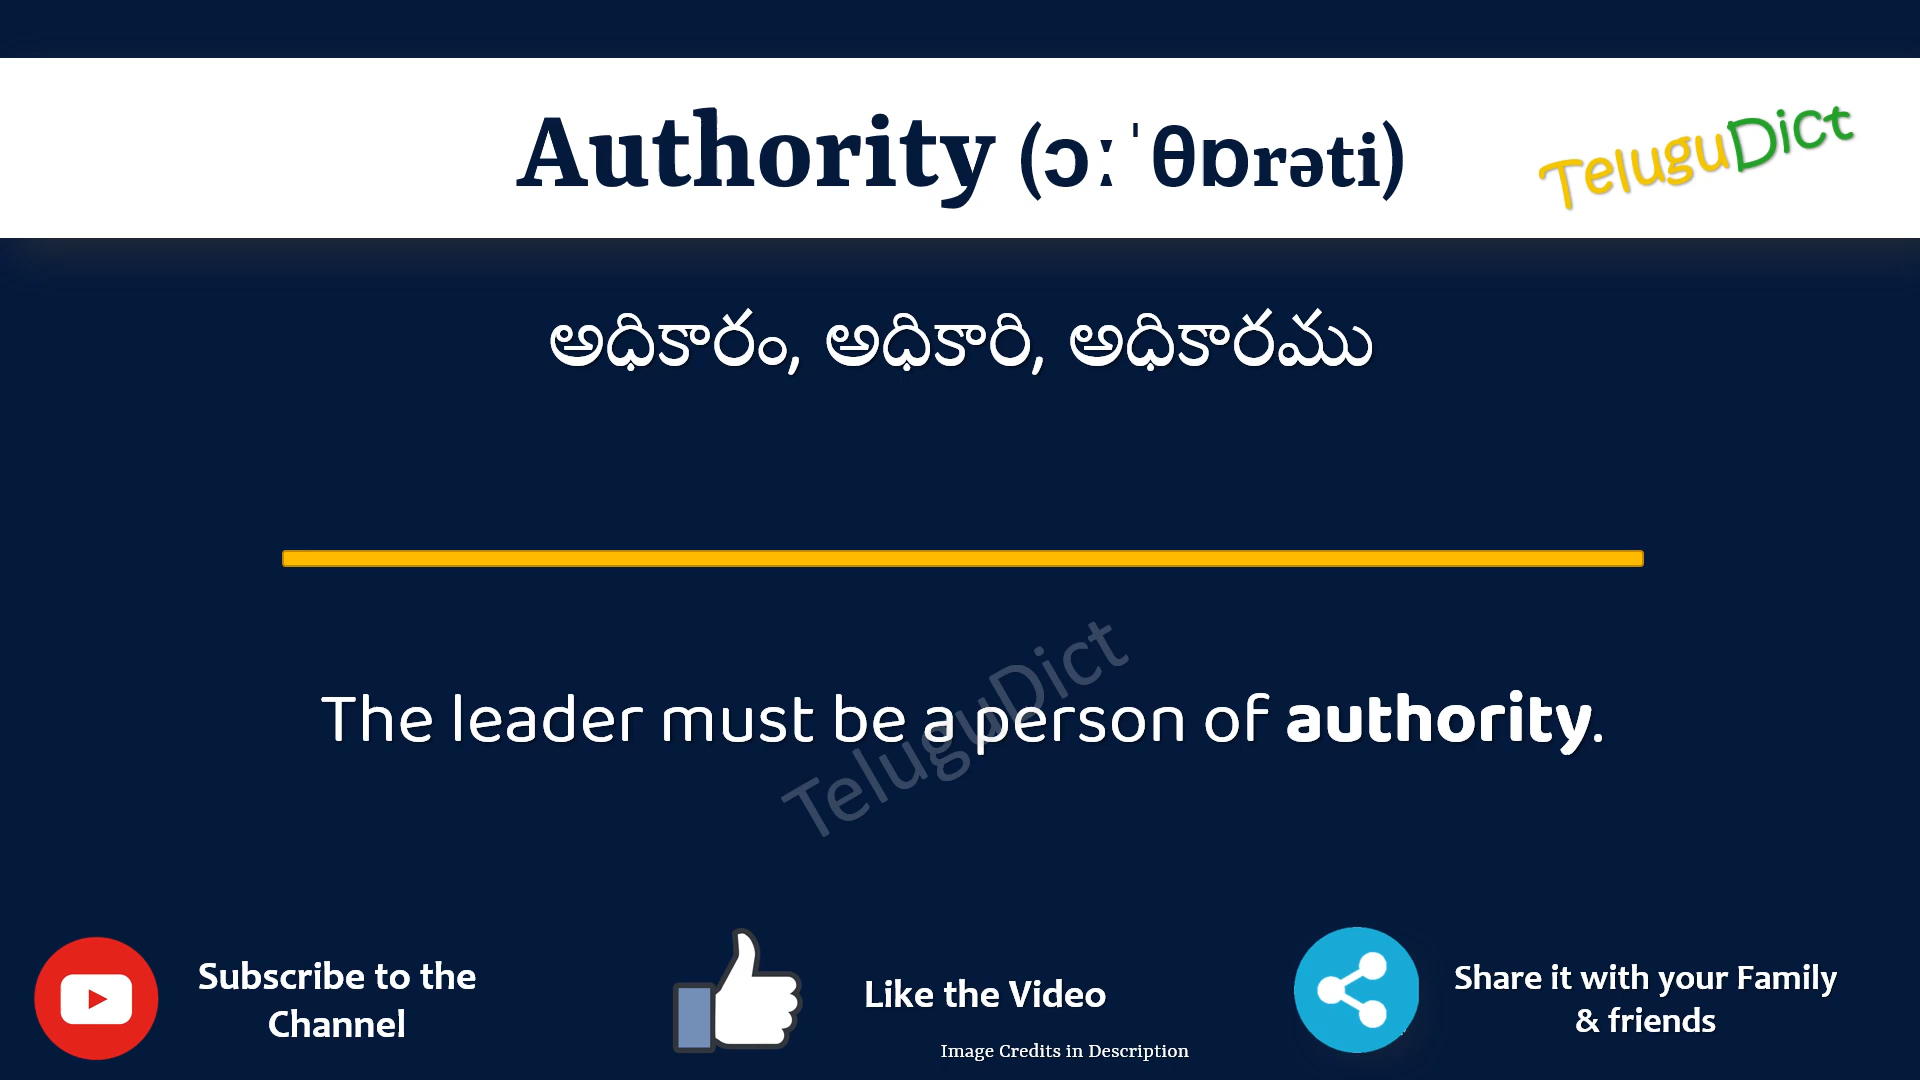 Authority (ɔːˈθɒrəti)
TeluguDict
అధికారం, అధికారి, అధికారము
The leader must be a person of authority.
TeluguDict
Subscribe to the
Channel
Like the Video
Image Credits in Description
Share it with your Family
& friends